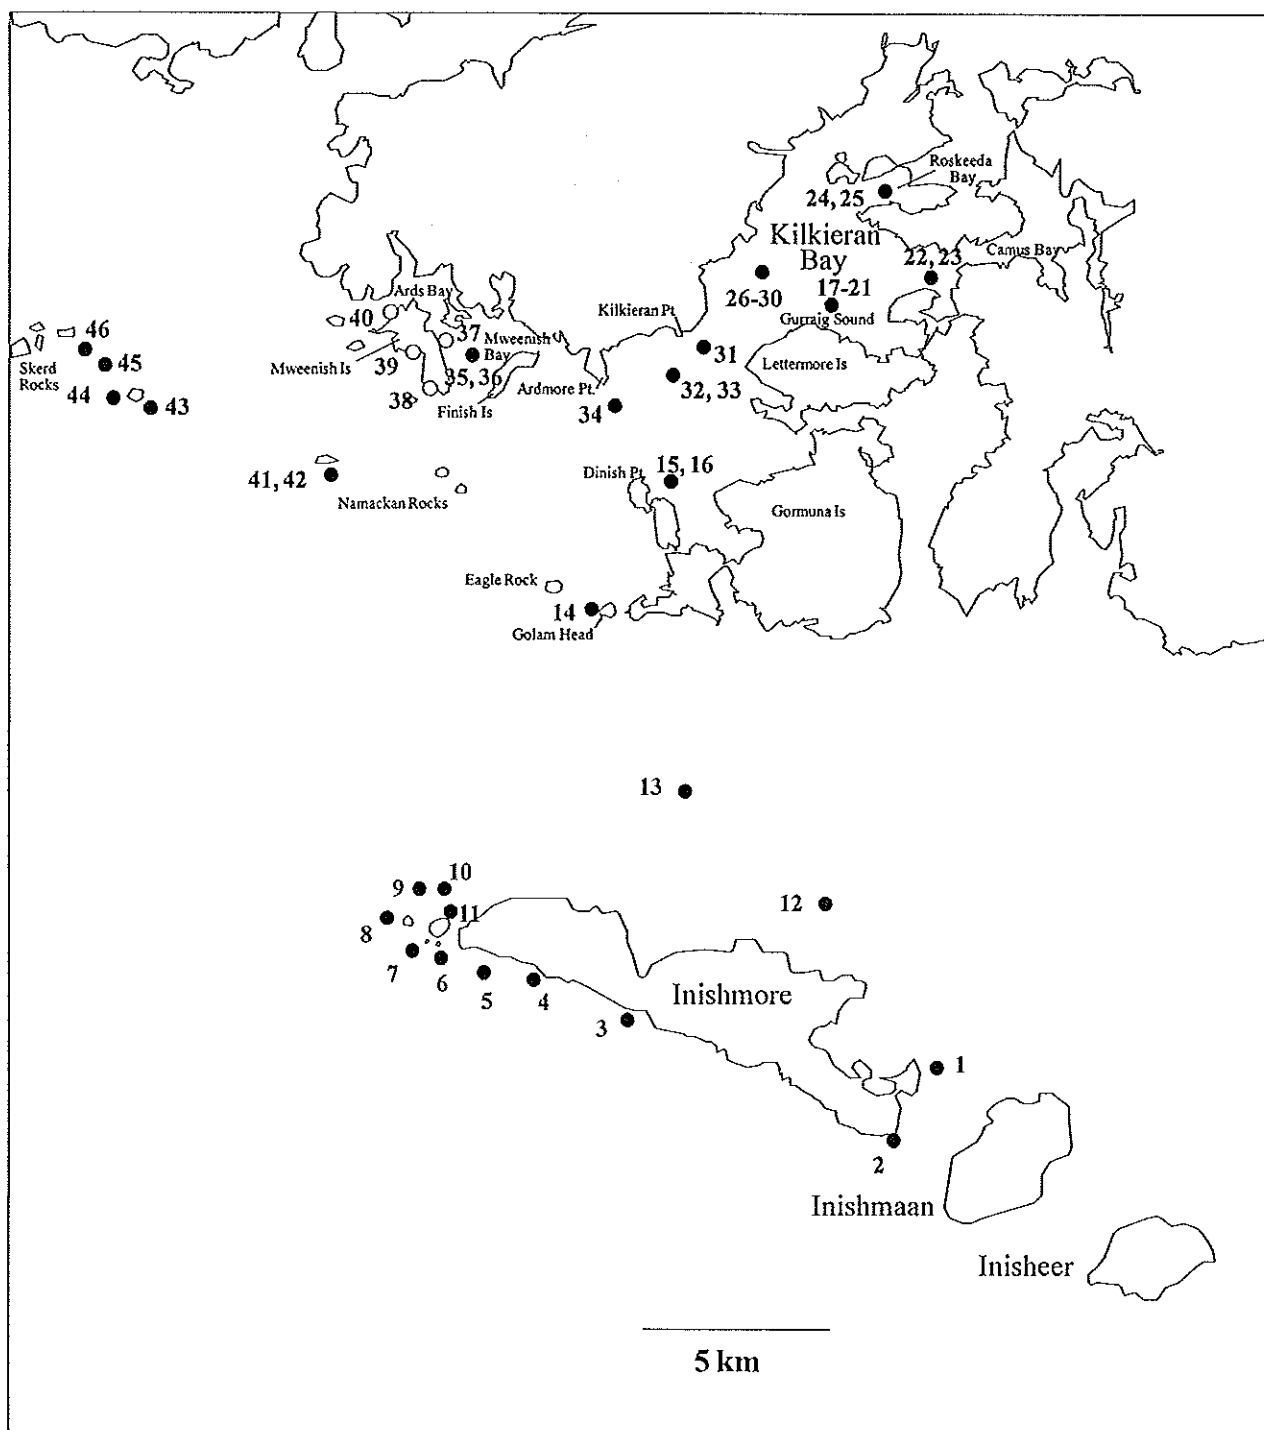 Roskeeda
Bay
24, 25
Kilkieran
Bay
22, 23
Camus Bay
26-30
17-21
Gurraig Sound
Ards Bay
Kilkieran Pt
40
37
Mweenish
Bay
46
45
Skerd
Rocks
Mweenish Is
39
35, 36
Ardmore Pt.
31
Lettermore Is
32, 33
44
43
38
Finish Is
34
41, 42
Namackan Rocks
Dinish Pt
15, 16
Gormuna Is
Eagle Rock
14
Golam Head
13
9
10
12
8
11
7
6
5
4
Inishmore
3
1
2
Inishmaan
Inisheer
5 km